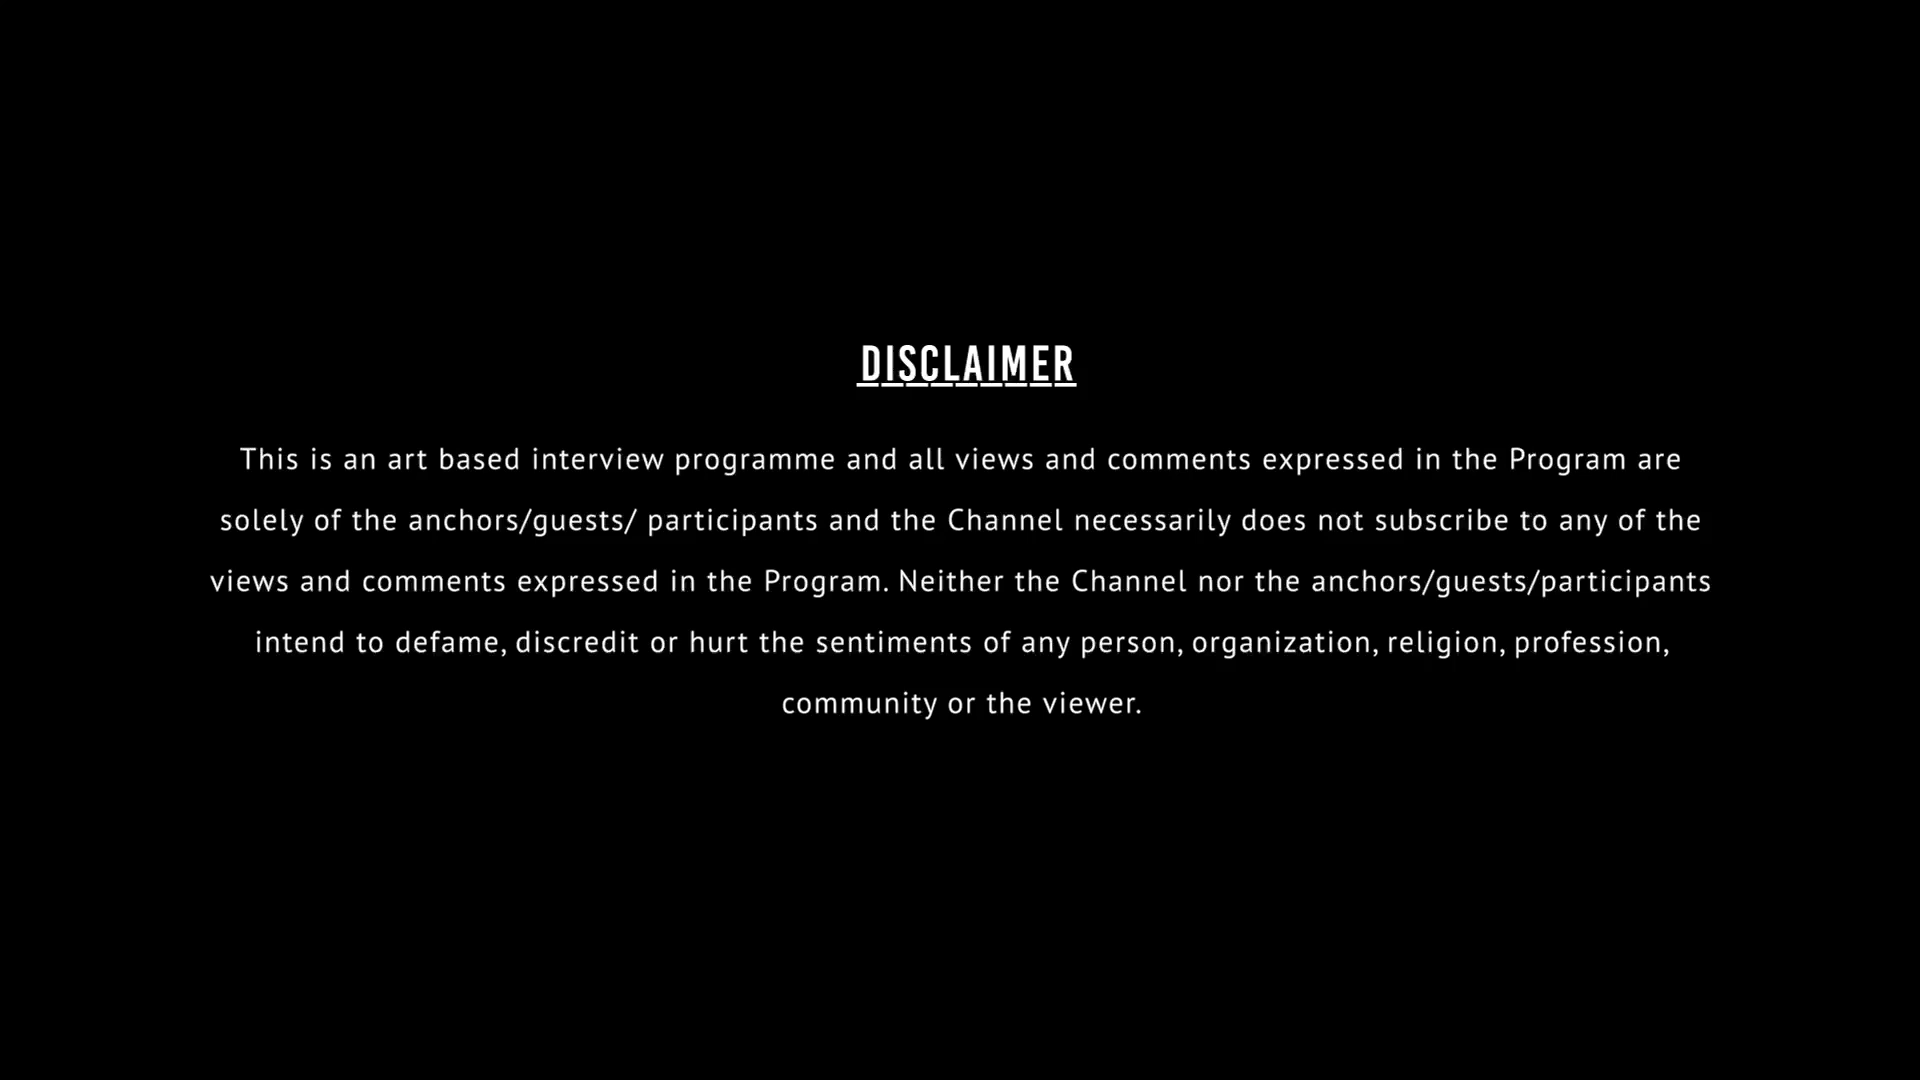 DISCLAIMER
This is an art based interview programme and all views and comments expressed in the Program are
solely of the anchors/guests/ participants and the Channel necessarily does not subscribe to any of the
views and comments expressed in the Program. Neither the Channel nor the anchors/guests/participants
intend to defame, discredit or hurt the sentiments of any person, organization, religion, profession,
community or the viewer.